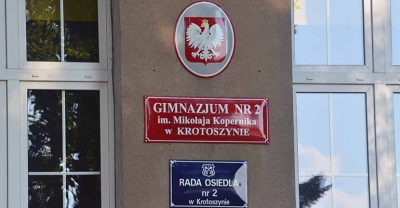 GIMNAZJUM NR 2
im. Mikołaja Kopernika
w KROTOSZYNIE
RADA OSIEDLA
nr 2
w Krotoszynie